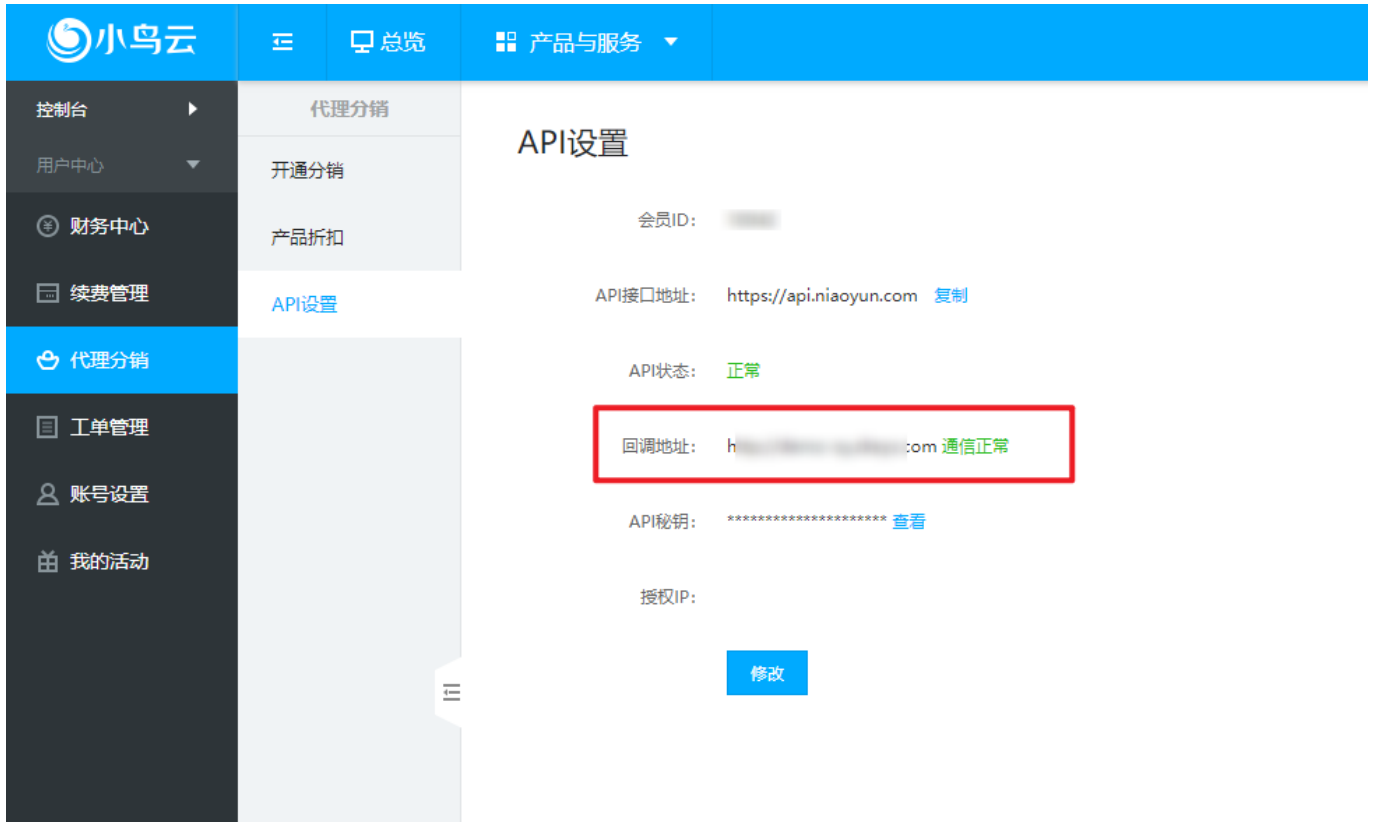 小鸟云
总览
产品与服务
控制台
用户中心
财务中心
续费管理
代理分销
工单管理
账号设置
我的活动
代理分销
开通分销
产品折扣
API设置
API设置
会员ID:
API接口地址: https://api.niaoyun.com 复制
API状态: 正常
回调地址: h com 通信正常
API秘钥: ********************* 查看
授权IP:
修改